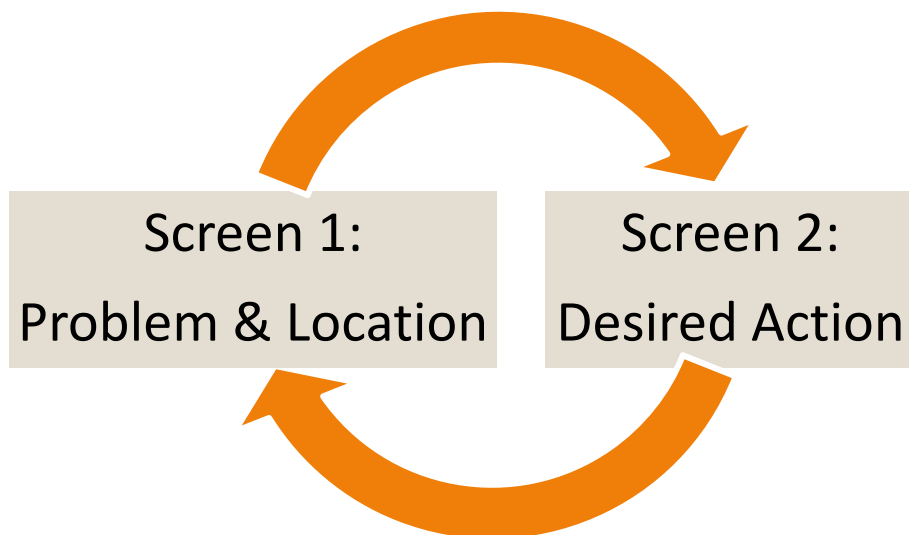 Screen 1:
Problem & Location
Screen 2:
Desired Action